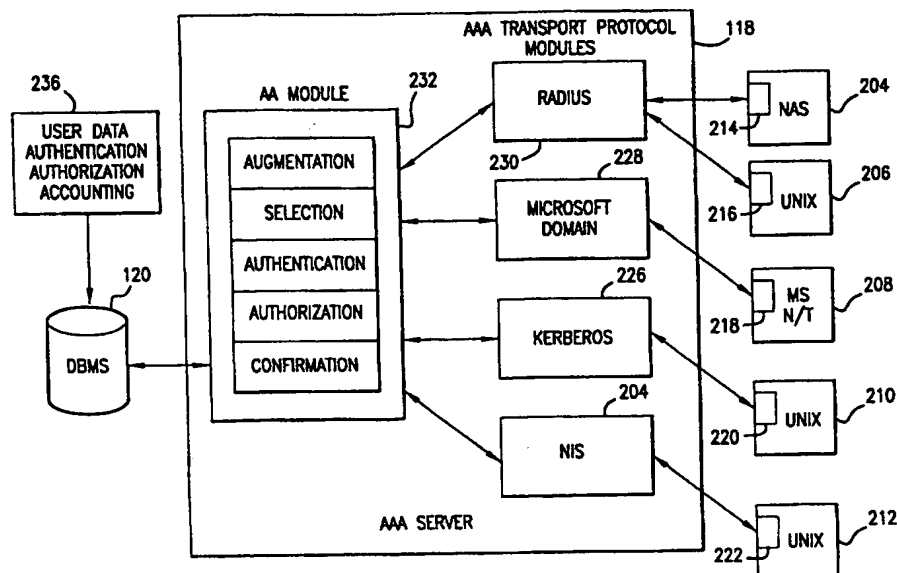 AAA TRANSPORT PROTOCOL
MODULES
118
236
USER DATA
AUTHENTICATION
AUTHORIZATION
ACCOUNTING
120
DBMS
AA MODULE
232
AUGMENTATION
SELECTION
AUTHENTICATION
AUTHORIZATION
CONFIRMATION
RADIUS
230
228
MICROSOFT
DOMAIN
226
KERBEROS
204
NIS
AAA SERVER
214
NAS
204
216
UNIX
206
218
MS
N/T
208
220
UNIX
210
222
UNIX
212